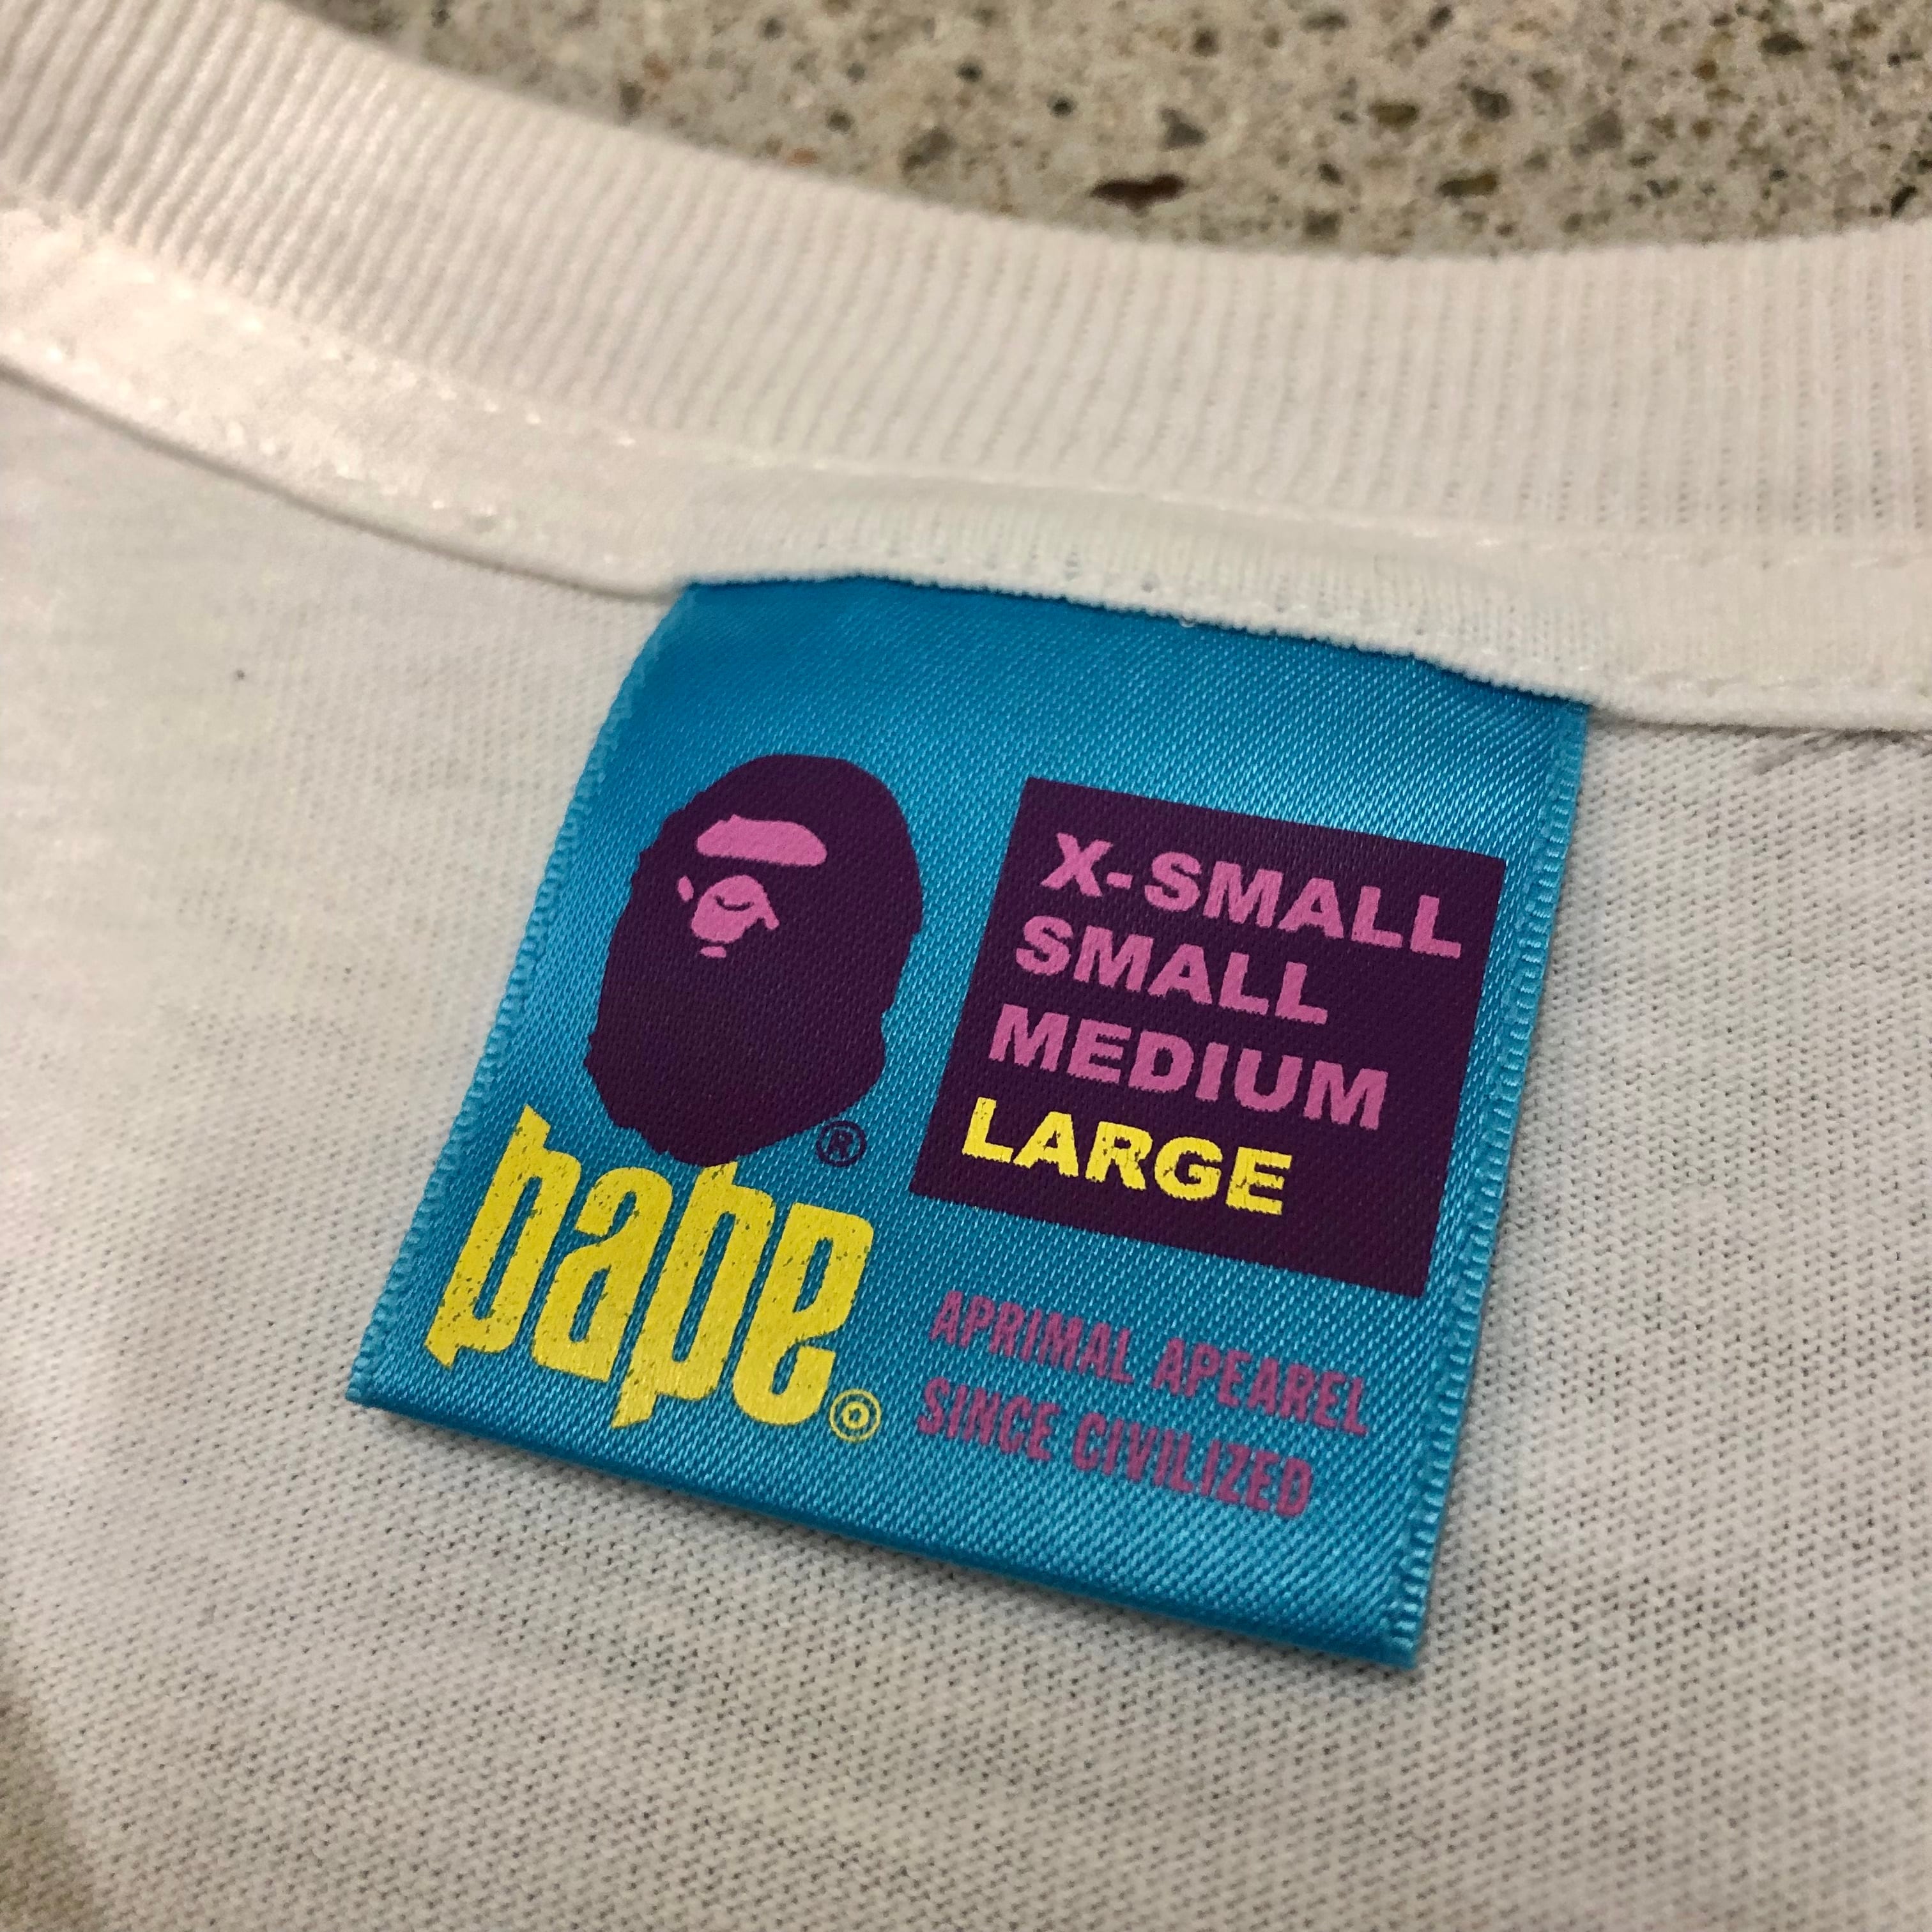 X-SMALL
SMALL
MEDIUM
LARGE
®
bape
©
APRIMAL APEAREL
SINCE CIVILIZED